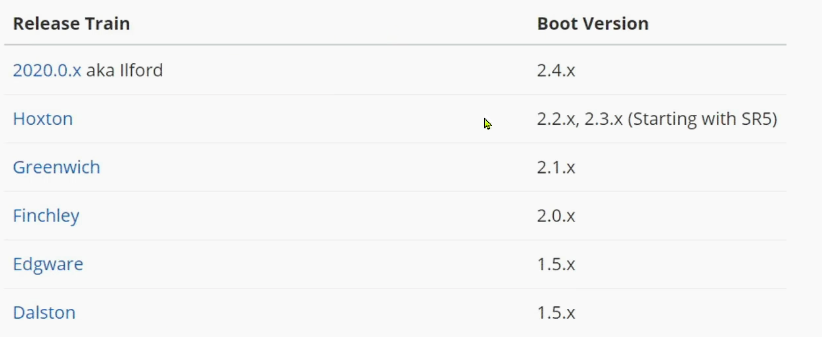 Release Train Boot Version
2020.0.x aka Ilford 2.4.x
Hoxton 2.2.x, 2.3.x (Starting with SR5)
Greenwich 2.1.x
Finchley 2.0.x
Edgware 1.5.x
Dalston 1.5.x